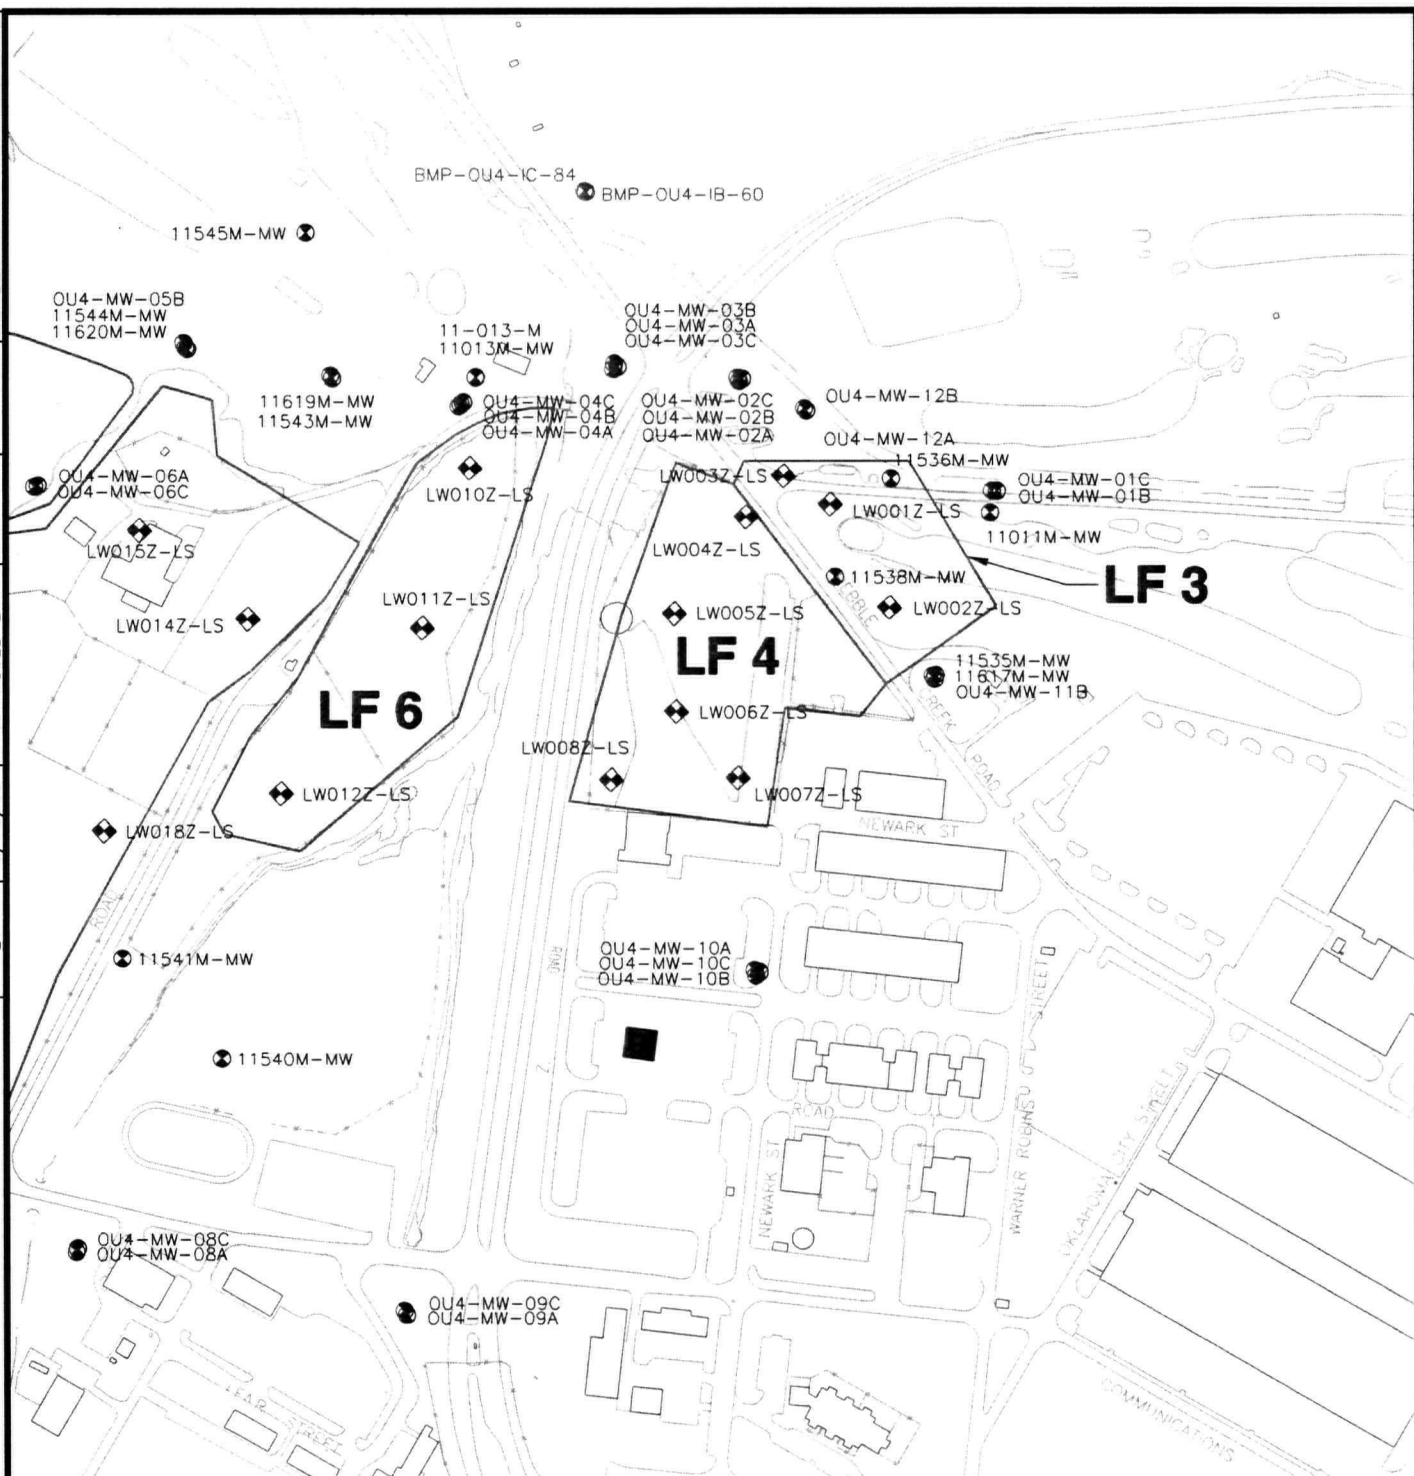 BMP-OU4-IC-84
BMP-OU4-IB-60
11545M-MW
OU4-MW-05B
11544M-MW
11620M-MW
11-013-M
11013M-MW
OU4-MW-03B
OU4-MW-03A
OU4-MW-03C
11619M-MW
11543M-MW
OU4-MW-04C
OU4-MW-04B
OU4-MW-04A
OU4-MW-02C
OU4-MW-02B
OU4-MW-02A
OU4-MW-12B
OU4-MW-12A
11536M-MW
OU4-MW-06A
OU4-MW-06C
LW010Z-LS
LW003Z-LS
OU4-MW-01C
OU4-MW-01B
LW001Z-LS
11011M-MW
LW015Z-LS
LW004Z-LS
11538M-MW
LF 3
LW002Z-LS
LW011Z-LS
LW014Z-LS
LW005Z-LS
LF 4
11535M-MW
11617M-MW
OU4-MW-11B
LF 6
LW006Z-LS
CREEK ROAD
LW008Z-LS
LW007Z-LS
LW012Z-LS
LW018Z-LS
NEWARK ST
ROAD
11541M-MW
ROAD
OU4-MW-10A
OU4-MW-10C
OU4-MW-10B
STREET
11540M-MW
ROAD
NEWARK ST
WARNER ROBINS
OKLAHOMA CITY STREET
OU4-MW-08C
OU4-MW-08A
OU4-MW-09C
OU4-MW-09A
LEAR STREET
COMMUNICATIONS